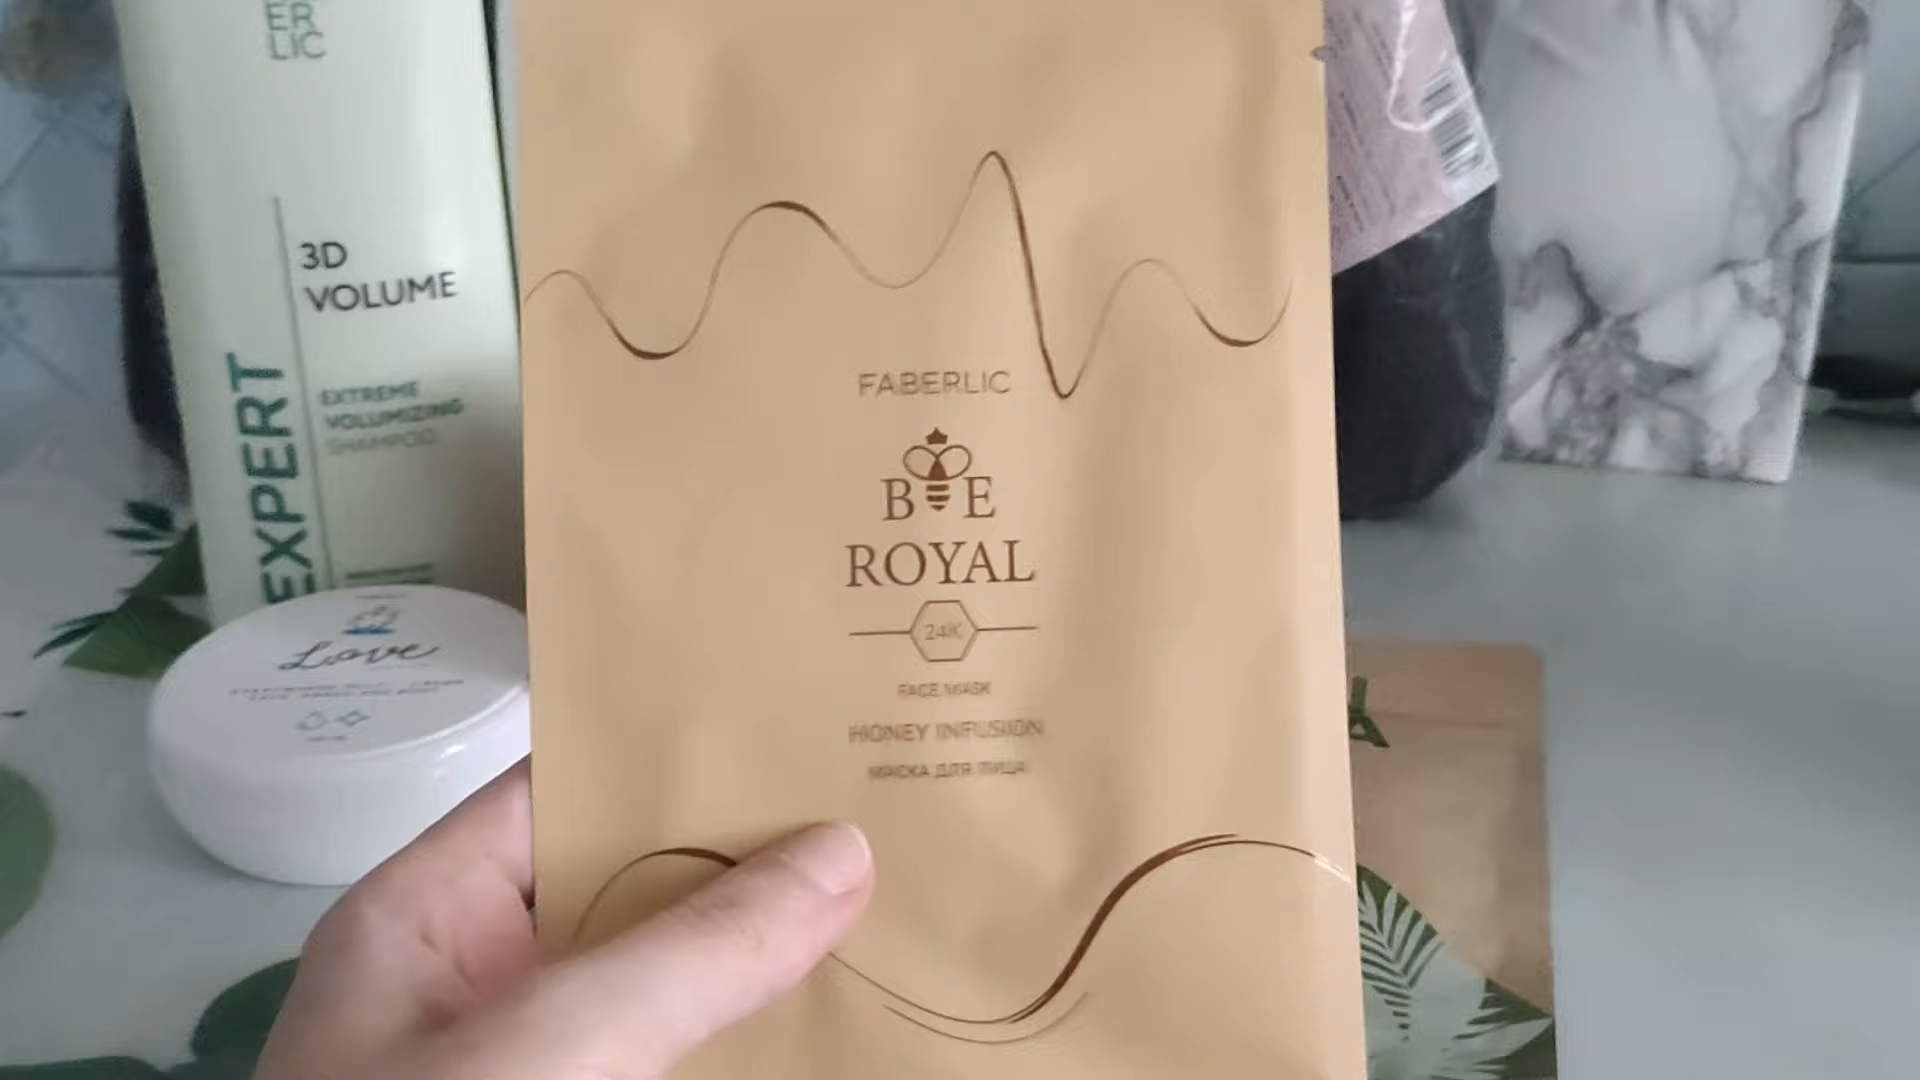 ER
LIC
3D
VOLUME
EXPERT
EXTREME
VOLUMIZING
SHAMPOO
Love
FABERLIC
BEE
ROYAL
24K
FACE MASK
HONEY INFUSION
МАСКА ДЛЯ ЛИЦА